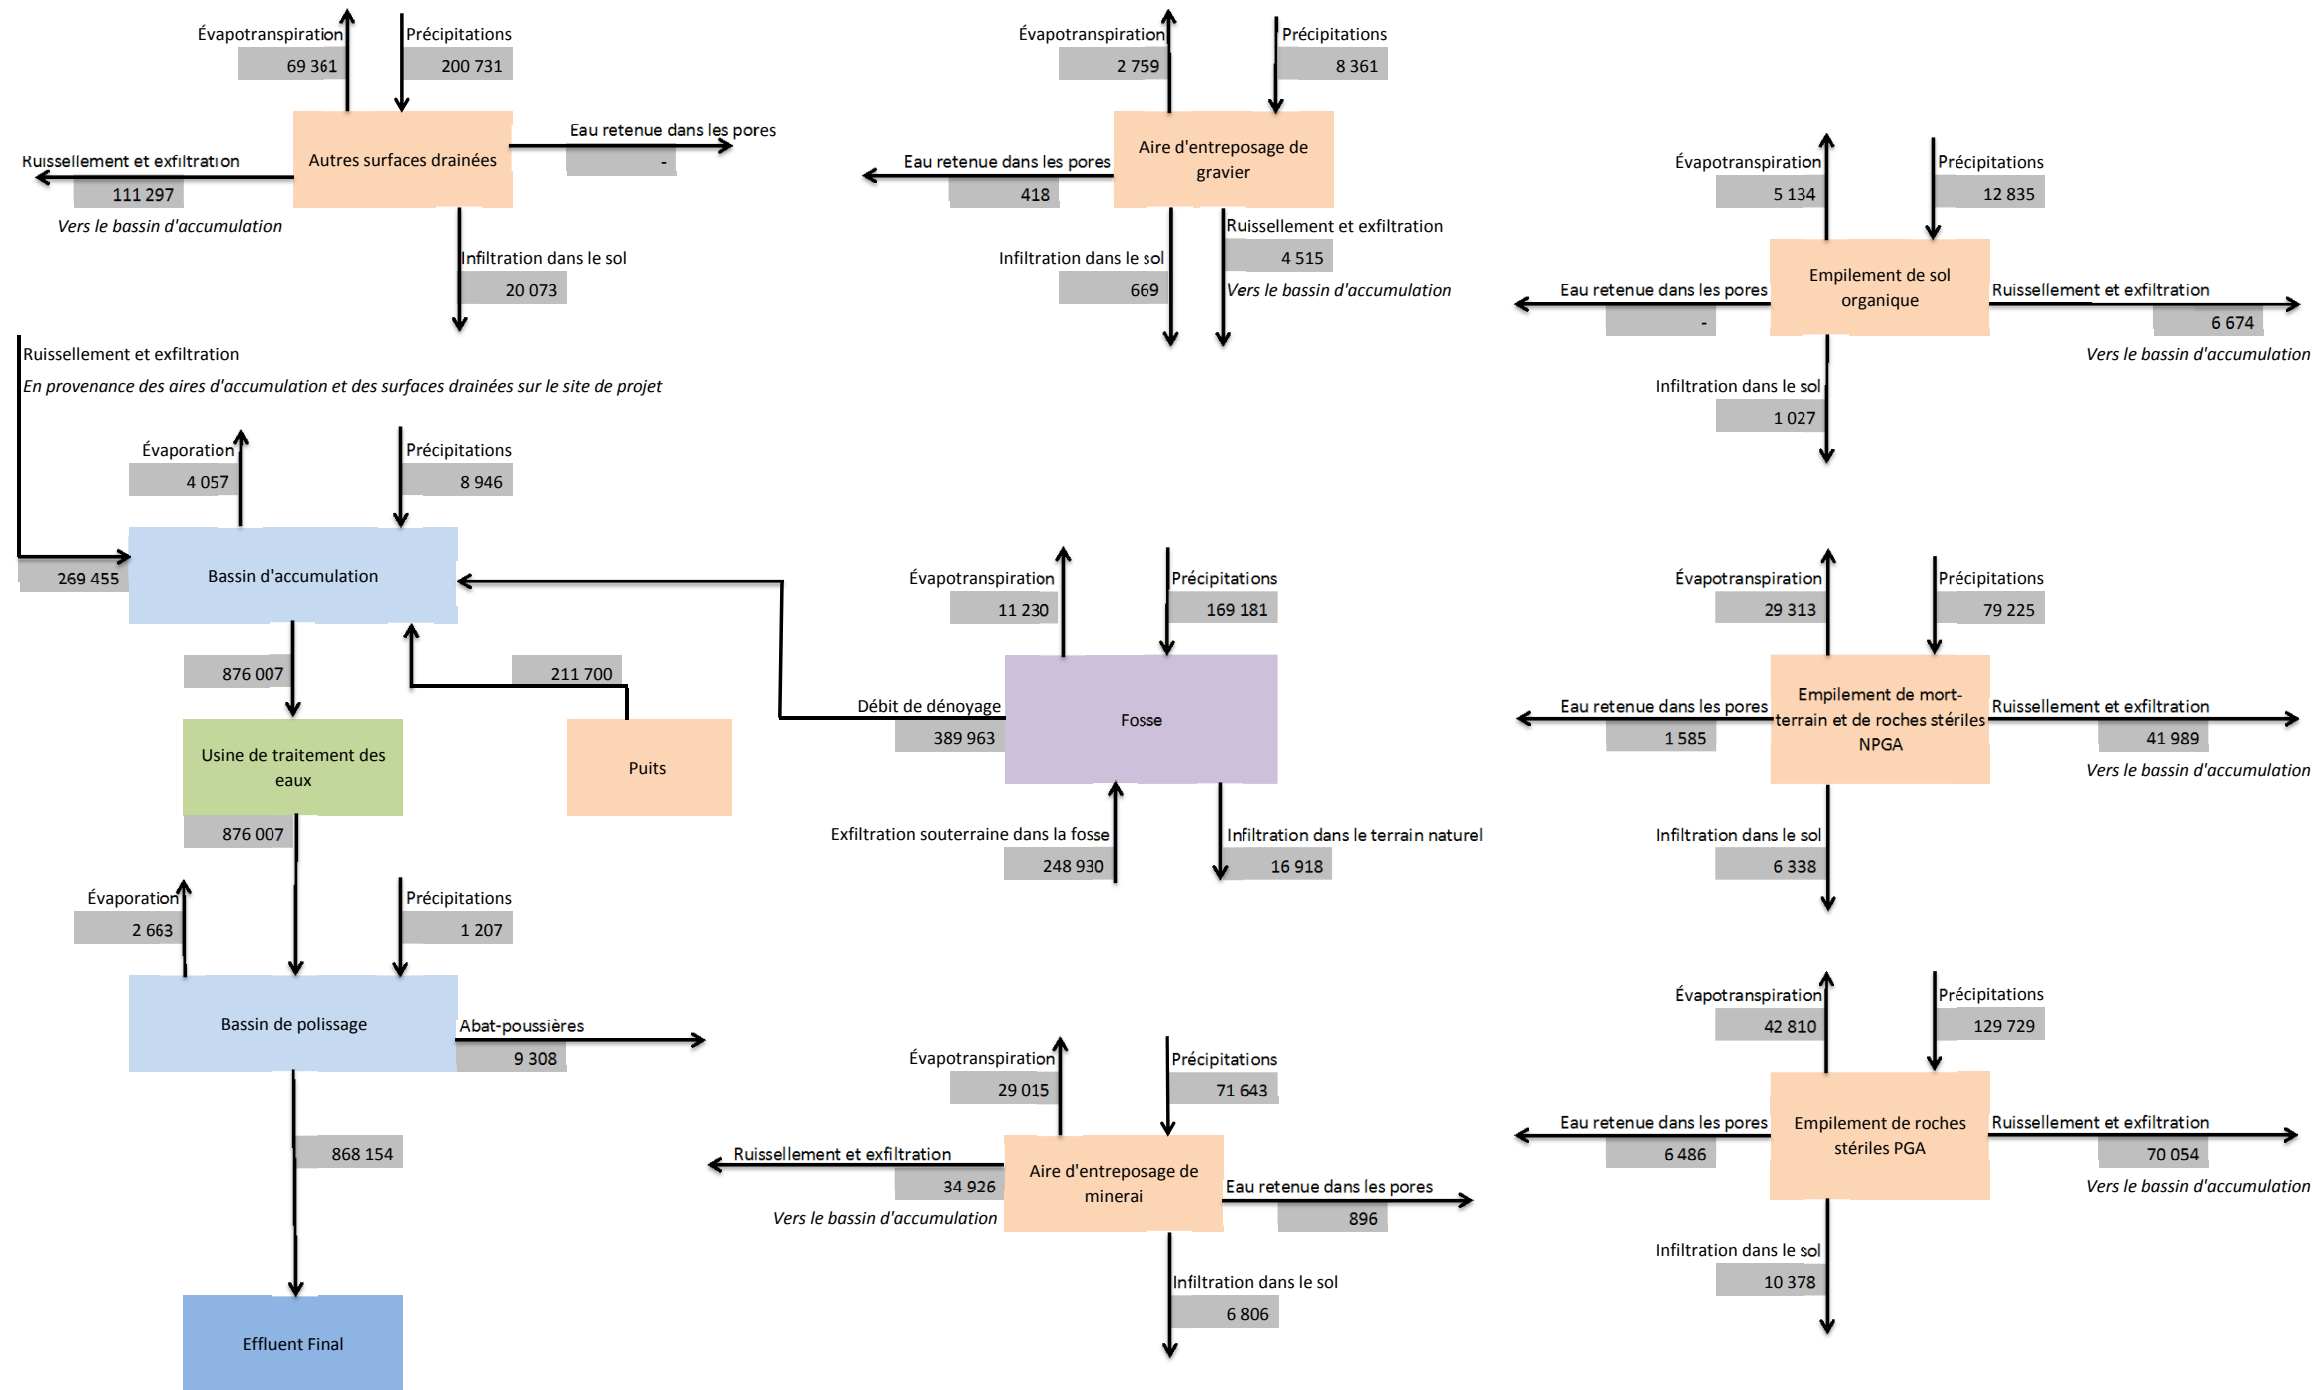 Évapotranspiration
69 361
Précipitations
200 731
Autres surfaces drainées
Eau retenue dans les pores
-
Ruissellement et exfiltration
111 297
Vers le bassin d'accumulation
Infiltration dans le sol
20 073
Évapotranspiration
2 759
Précipitations
8 361
Aire d'entreposage de
gravier
Eau retenue dans les pores
418
Infiltration dans le sol
669
Ruissellement et exfiltration
4 515
Vers le bassin d'accumulation
Évapotranspiration
5 134
Précipitations
12 835
Empilement de sol
organique
Eau retenue dans les pores
-
Ruissellement et exfiltration
6 674
Vers le bassin d'accumulation
Infiltration dans le sol
1 027
Ruissellement et exfiltration
En provenance des aires d'accumulation et des surfaces drainées sur le site de projet
Évaporation
4 057
Précipitations
8 946
269 455
Bassin d'accumulation
876 007
211 700
Usine de traitement des
eaux
Puits
876 007
Évaporation
2 663
Précipitations
1 207
Bassin de polissage
Abat-poussières
9 308
868 154
Effluent Final
Évapotranspiration
11 230
Précipitations
169 181
Débit de dénoyage
389 963
Fosse
Exfiltration souterraine dans la fosse
248 930
Infiltration dans le terrain naturel
16 918
Évapotranspiration
29 015
Précipitations
71 643
Ruissellement et exfiltration
34 926
Vers le bassin d'accumulation
Aire d'entreposage de
minerai
Eau retenue dans les pores
896
Infiltration dans le sol
6 806
Évapotranspiration
29 313
Précipitations
79 225
Eau retenue dans les pores
1 585
Empilement de mort-
terrain et de roches stériles
NPGA
Ruissellement et exfiltration
41 989
Vers le bassin d'accumulation
Infiltration dans le sol
6 338
Évapotranspiration
42 810
Précipitations
129 729
Eau retenue dans les pores
6 486
Empilement de roches
stériles PGA
Ruissellement et exfiltration
70 054
Vers le bassin d'accumulation
Infiltration dans le sol
10 378